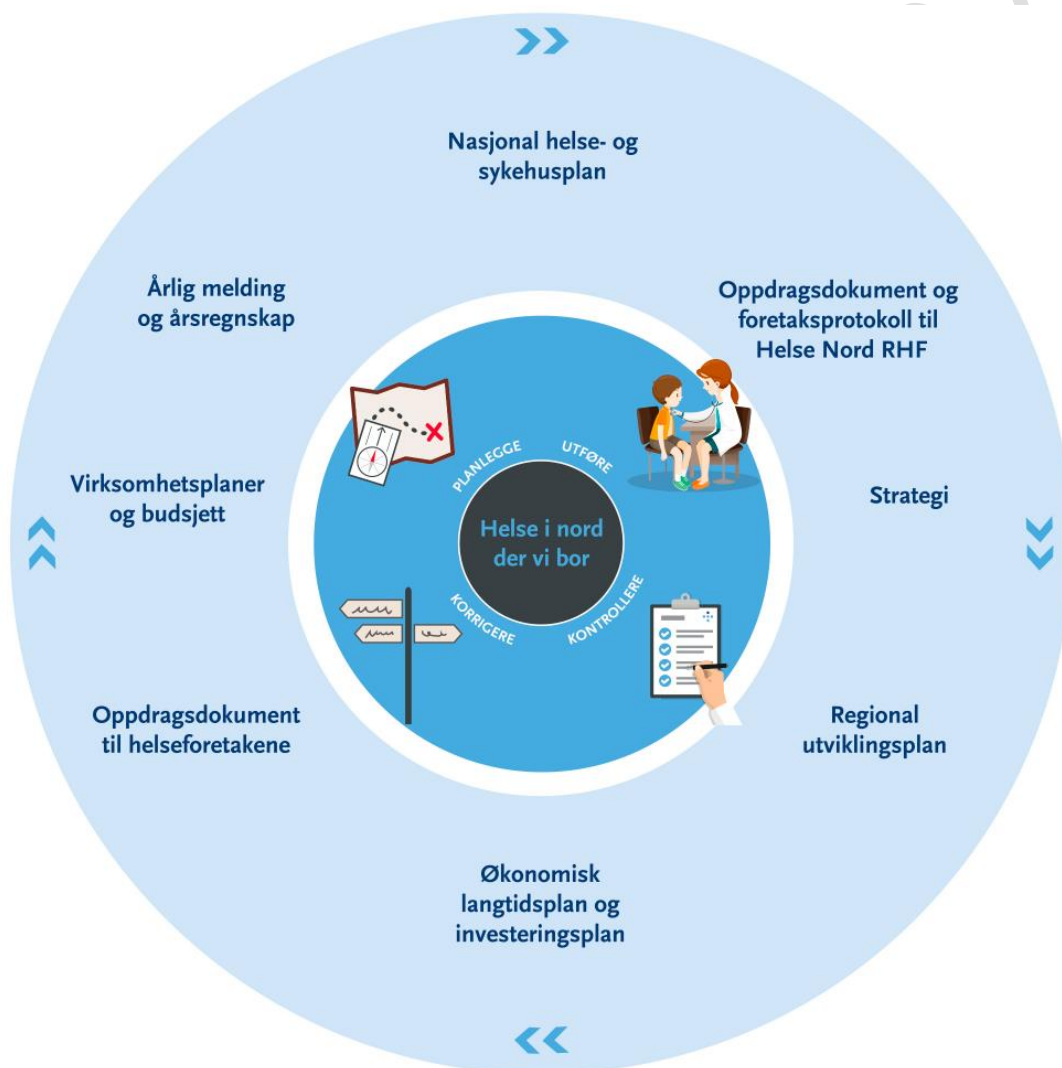 Nasjonal helse- og
sykehusplan
Oppdragsdokument og
foretaksprotokoll til
Helse Nord RHF
Strategi
Regional
utviklingsplan
Økonomisk
langtidsplan og
investeringsplan
Oppdragsdokument
til helseforetakene
Virksomhetsplaner
og budsjett
Årlig melding
og årsregnskap
PLANLEGGE
UTFØRE
KONTROLLERE
KORRIGERE
Helse i nord
der vi bor